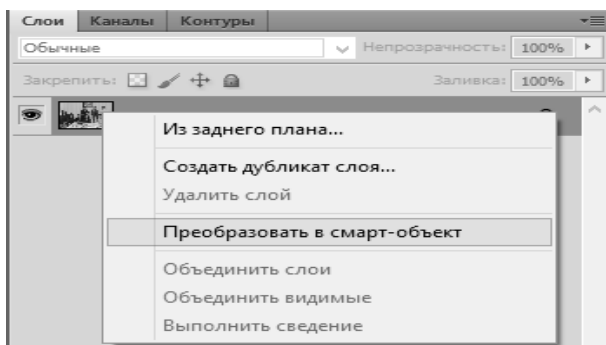 Слои Каналы Контуры
Обычные Непрозрачность: 100%
Закрепить: Заливка: 100%
Из заднего плана...
Создать дубликат слоя...
Удалить слой
Преобразовать в смарт-объект
Объединить слои
Объединить видимые
Выполнить сведение